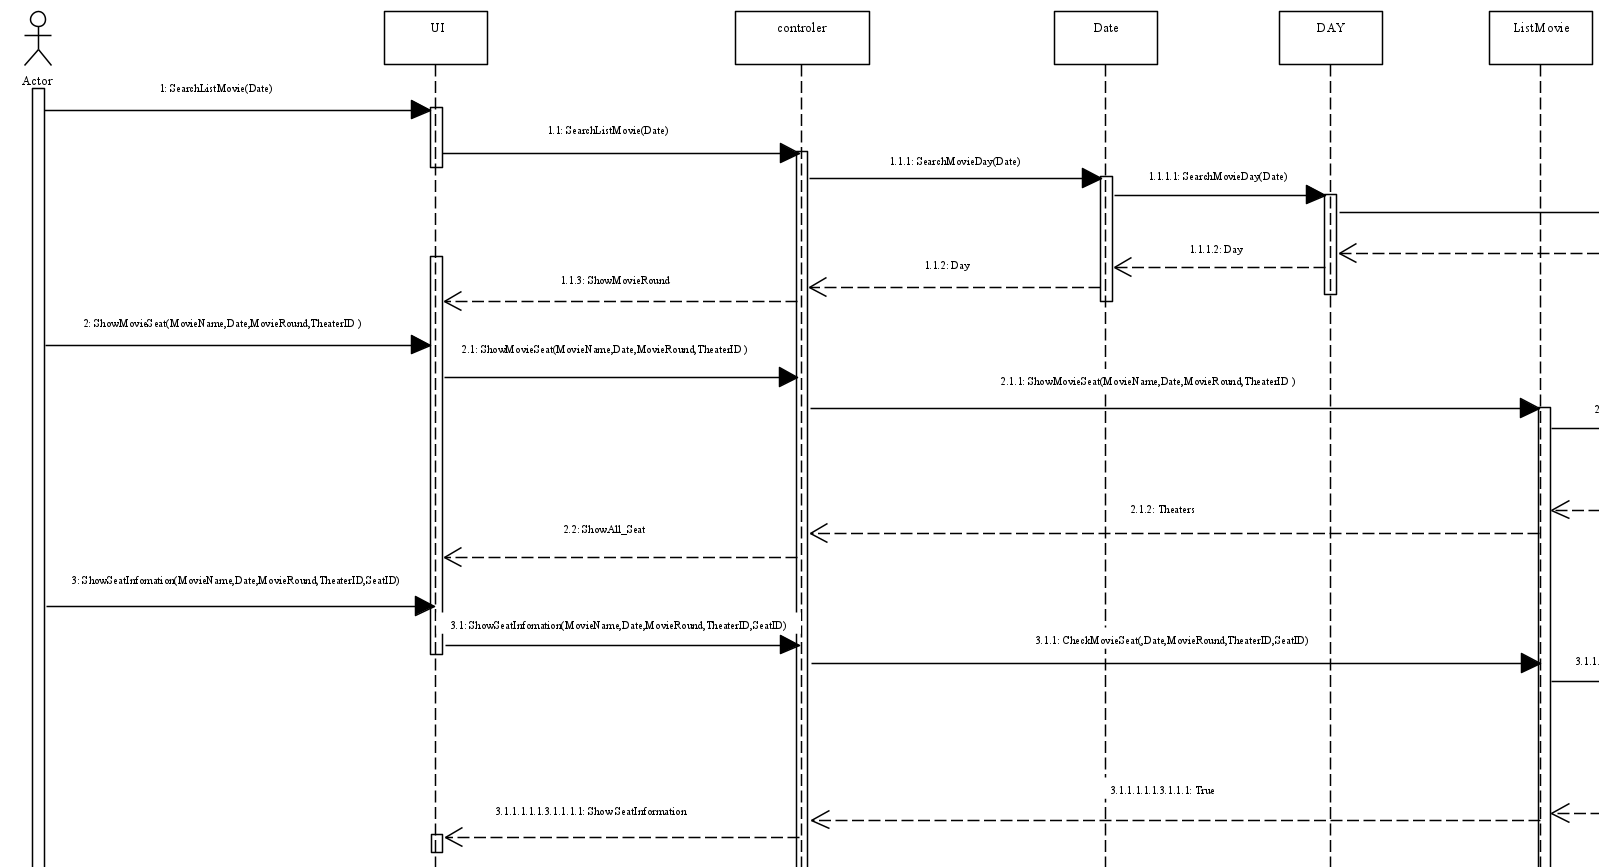 UI
controler
Date
DAY
ListMovie
Actor
1: SearchListMovie(Date)
1.1: SearchListMovie(Date)
1.1.1: SearchMovieDay(Date)
1.1.1.1: SearchMovieDay(Date)
1.1.1.2: Day
1.1.2: Day
1.1.3: ShowMovieRound
2: ShowMovieSeat(MovieName,Date,MovieRound,TheaterID )
2.1: ShowMovieSeat(MovieName,Date,MovieRound,TheaterID )
2.1.1: ShowMovieSeat(MovieName,Date,MovieRound,TheaterID )
2
2.1.2: Theaters
2.2: ShowAll_Seat
3: ShowSeatInfomation(MovieName,Date,MovieRound,TheaterID,SeatID)
3.1: ShowSeatInfomation(MovieName,Date,MovieRound,TheaterID,SeatID)
3.1.1: CheckMovieSeat(,Date,MovieRound,TheaterID,SeatID)
3.1.1.
3.1.1.1.1.1.3.1.1.1: True
3.1.1.1.1.1.3.1.1.1.1: ShowSeatInformation